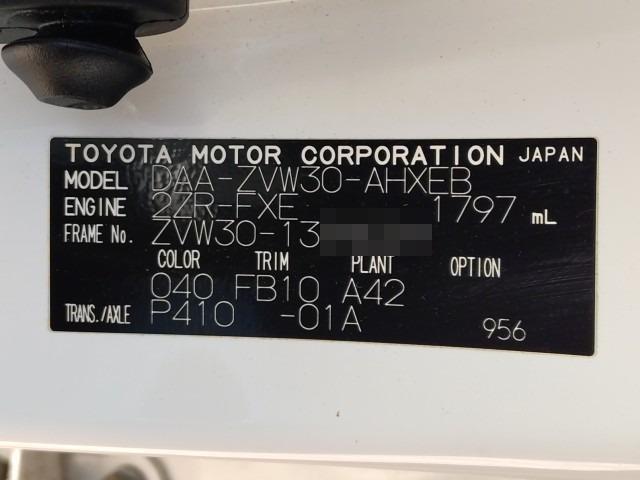 TOYOTA MOTOR CORPORATION JAPAN
MODEL DAA-ZVW30-AHXEB
ENGINE 2ZR-FXE 1797 mL
FRAME No. ZVW30-13
COLOR TRIM PLANT OPTION
040 FB10 A42
TRANS./AXLE P410 -01A 956